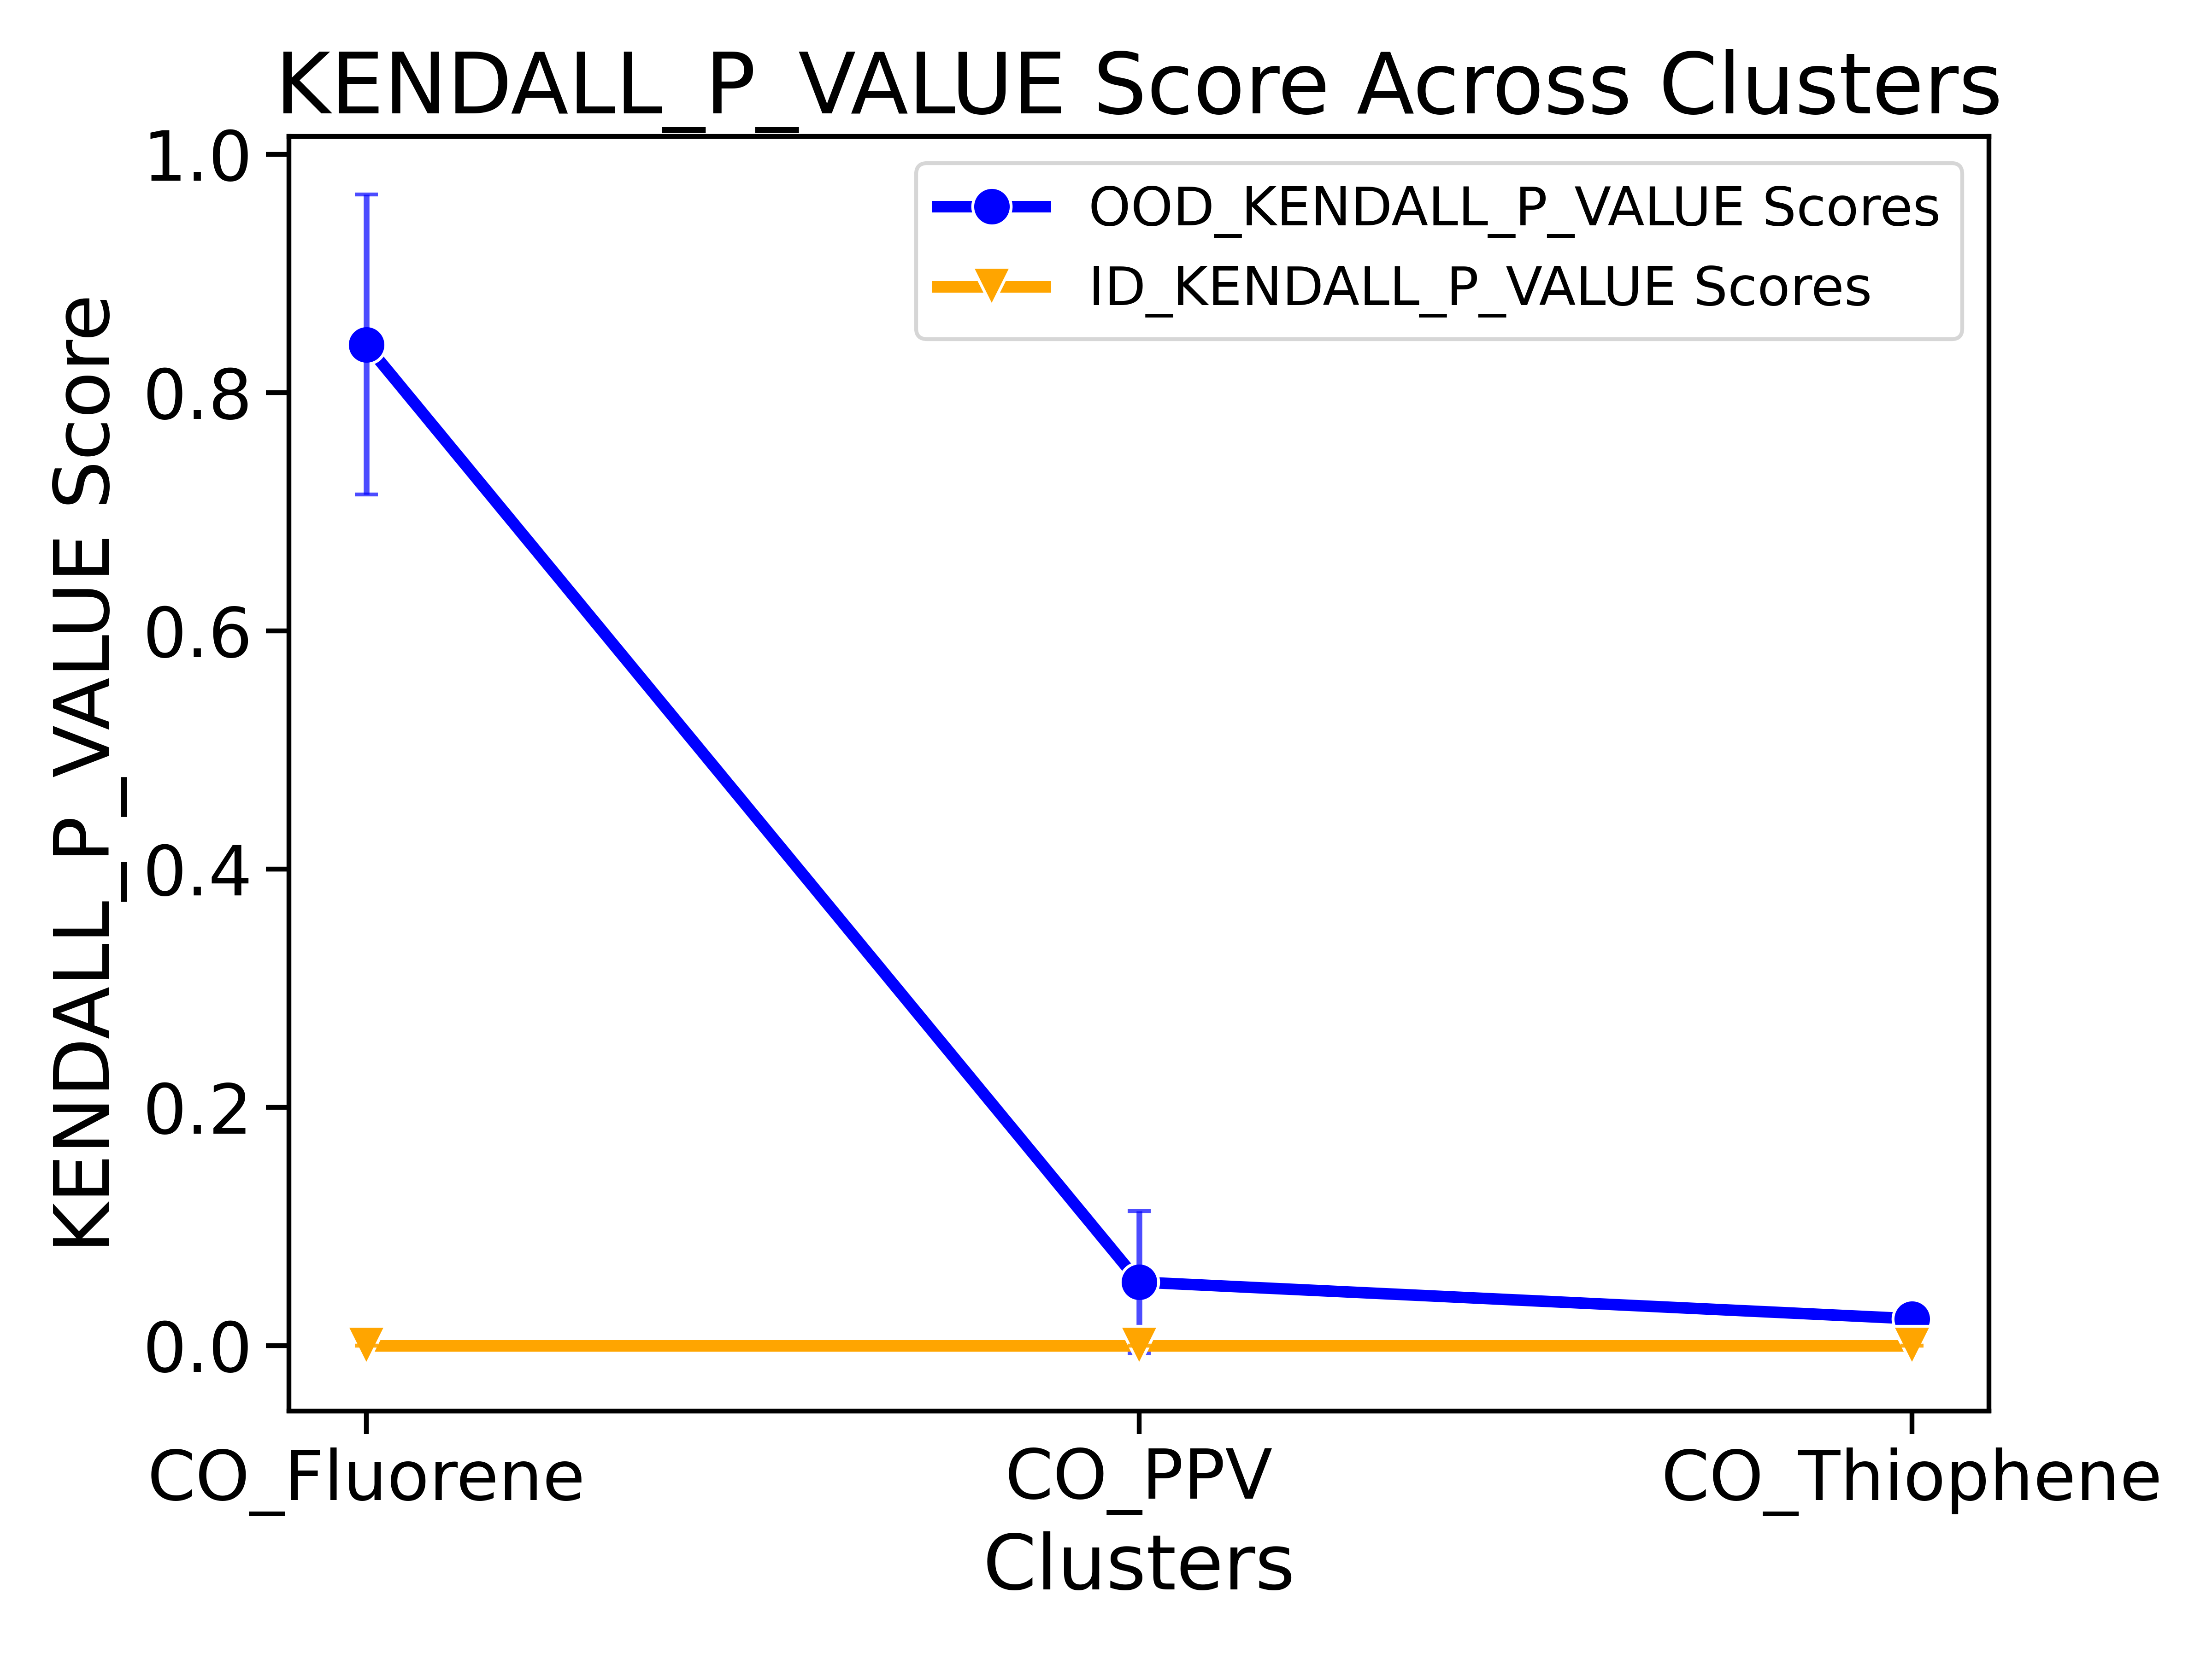 KENDALL_P_VALUE Score Across Clusters
KENDALL_P_VALUE Score
1.0
0.8
0.6
0.4
0.2
0.0
OOD_KENDALL_P_VALUE Scores
ID_KENDALL_P_VALUE Scores
CO_Fluorene CO_PPV CO_Thiophene
Clusters